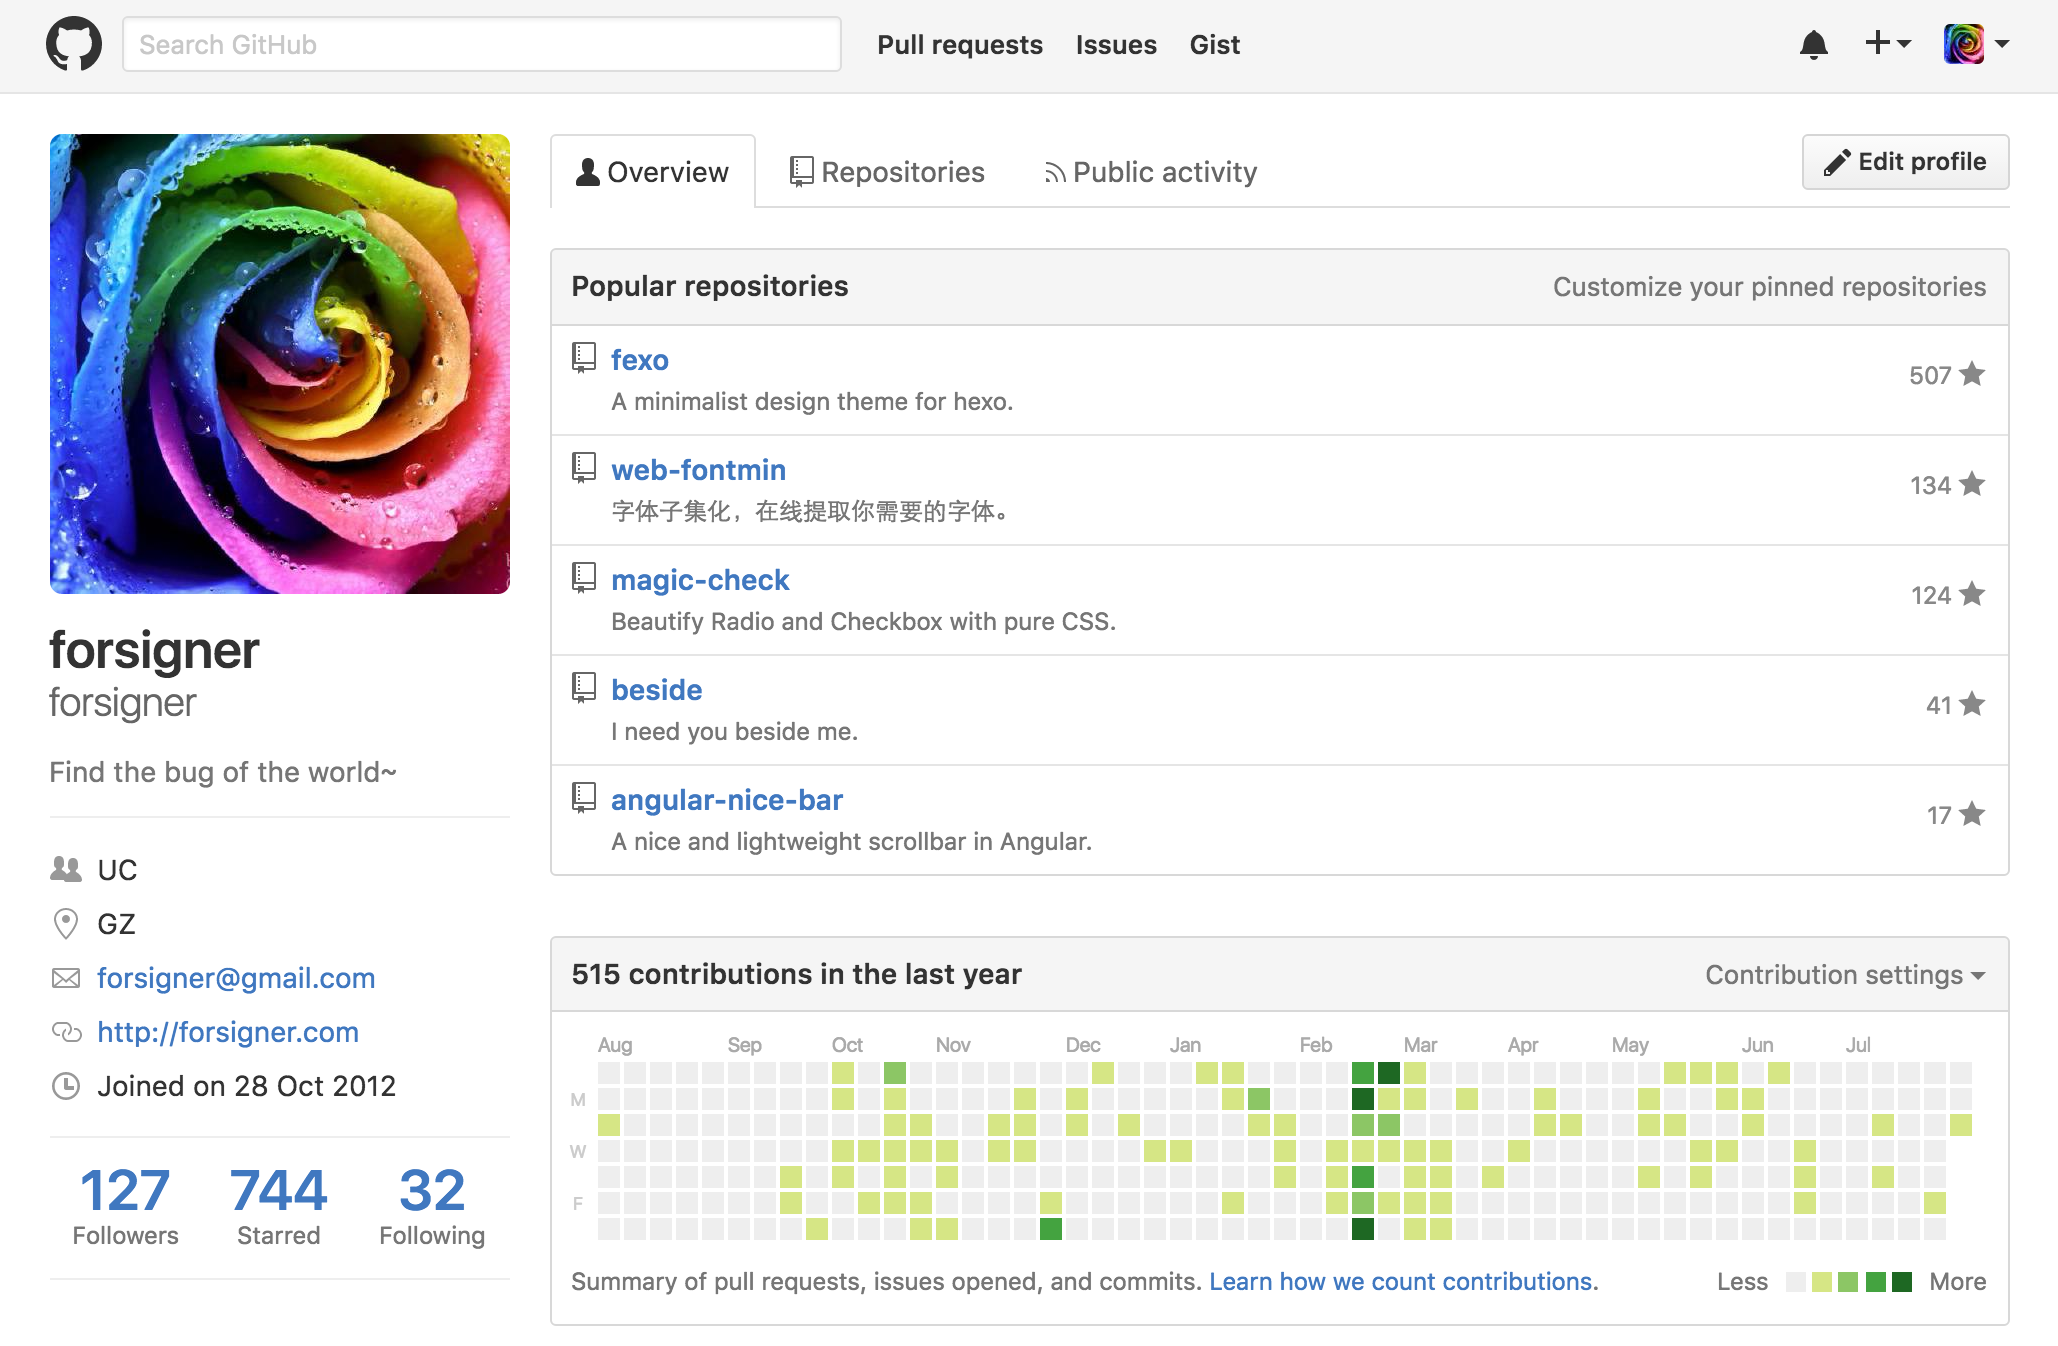 Search GitHub
Pull requests Issues Gist
Overview Repositories Public activity
Edit profile
forsigner
forsigner
Find the bug of the world~
UC
GZ
forsigner@gmail.com
http://forsigner.com
Joined on 28 Oct 2012
127 744 32
Followers Starred Following
Popular repositories Customize your pinned repositories
fexo
A minimalist design theme for hexo.
507
web-fontmin
字体子集化，在线提取你需要的字体。
134
magic-check
Beautify Radio and Checkbox with pure CSS.
124
beside
I need you beside me.
41
angular-nice-bar
A nice and lightweight scrollbar in Angular.
17
515 contributions in the last year Contribution settings
Aug Sep Oct Nov Dec Jan Feb Mar Apr May Jun Jul
M
W
F
Summary of pull requests, issues opened, and commits. Learn how we count contributions. Less More